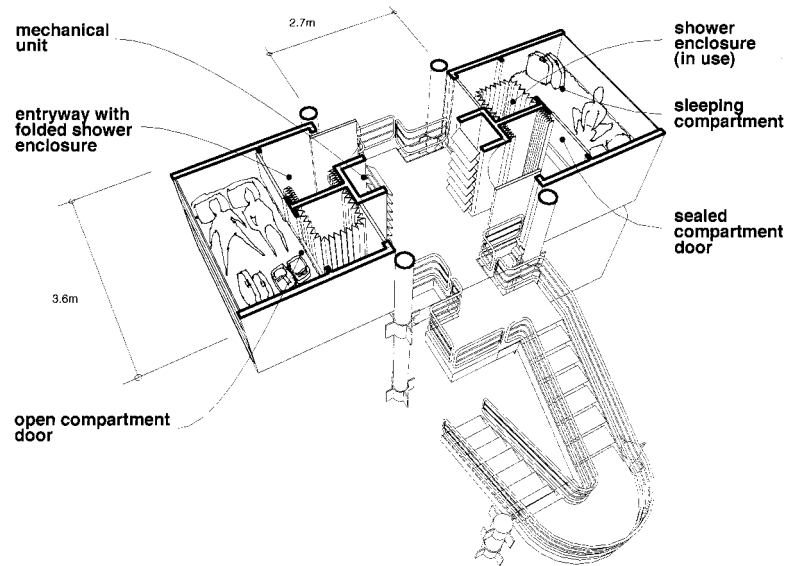 mechanical
unit
2.7m
shower
enclosure
(in use)
entryway with
folded shower
enclosure
sleeping
compartment
sealed
compartment
door
3.6m
open compartment
door